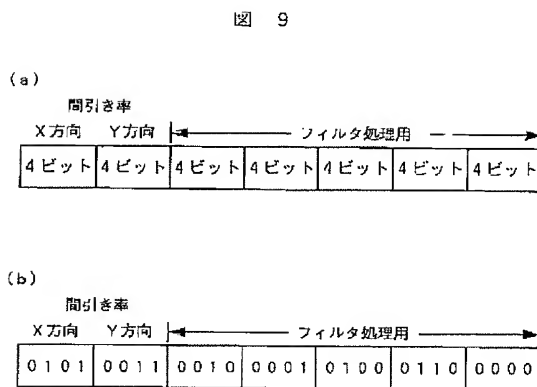 図 9
(a)
間引き率
X方向 Y方向 フィルタ処理用
4ビット 4ビット 4ビット 4ビット 4ビット 4ビット 4ビット
(b)
間引き率
X方向 Y方向 フィルタ処理用
0101 0011 0010 0001 0100 0110 0000